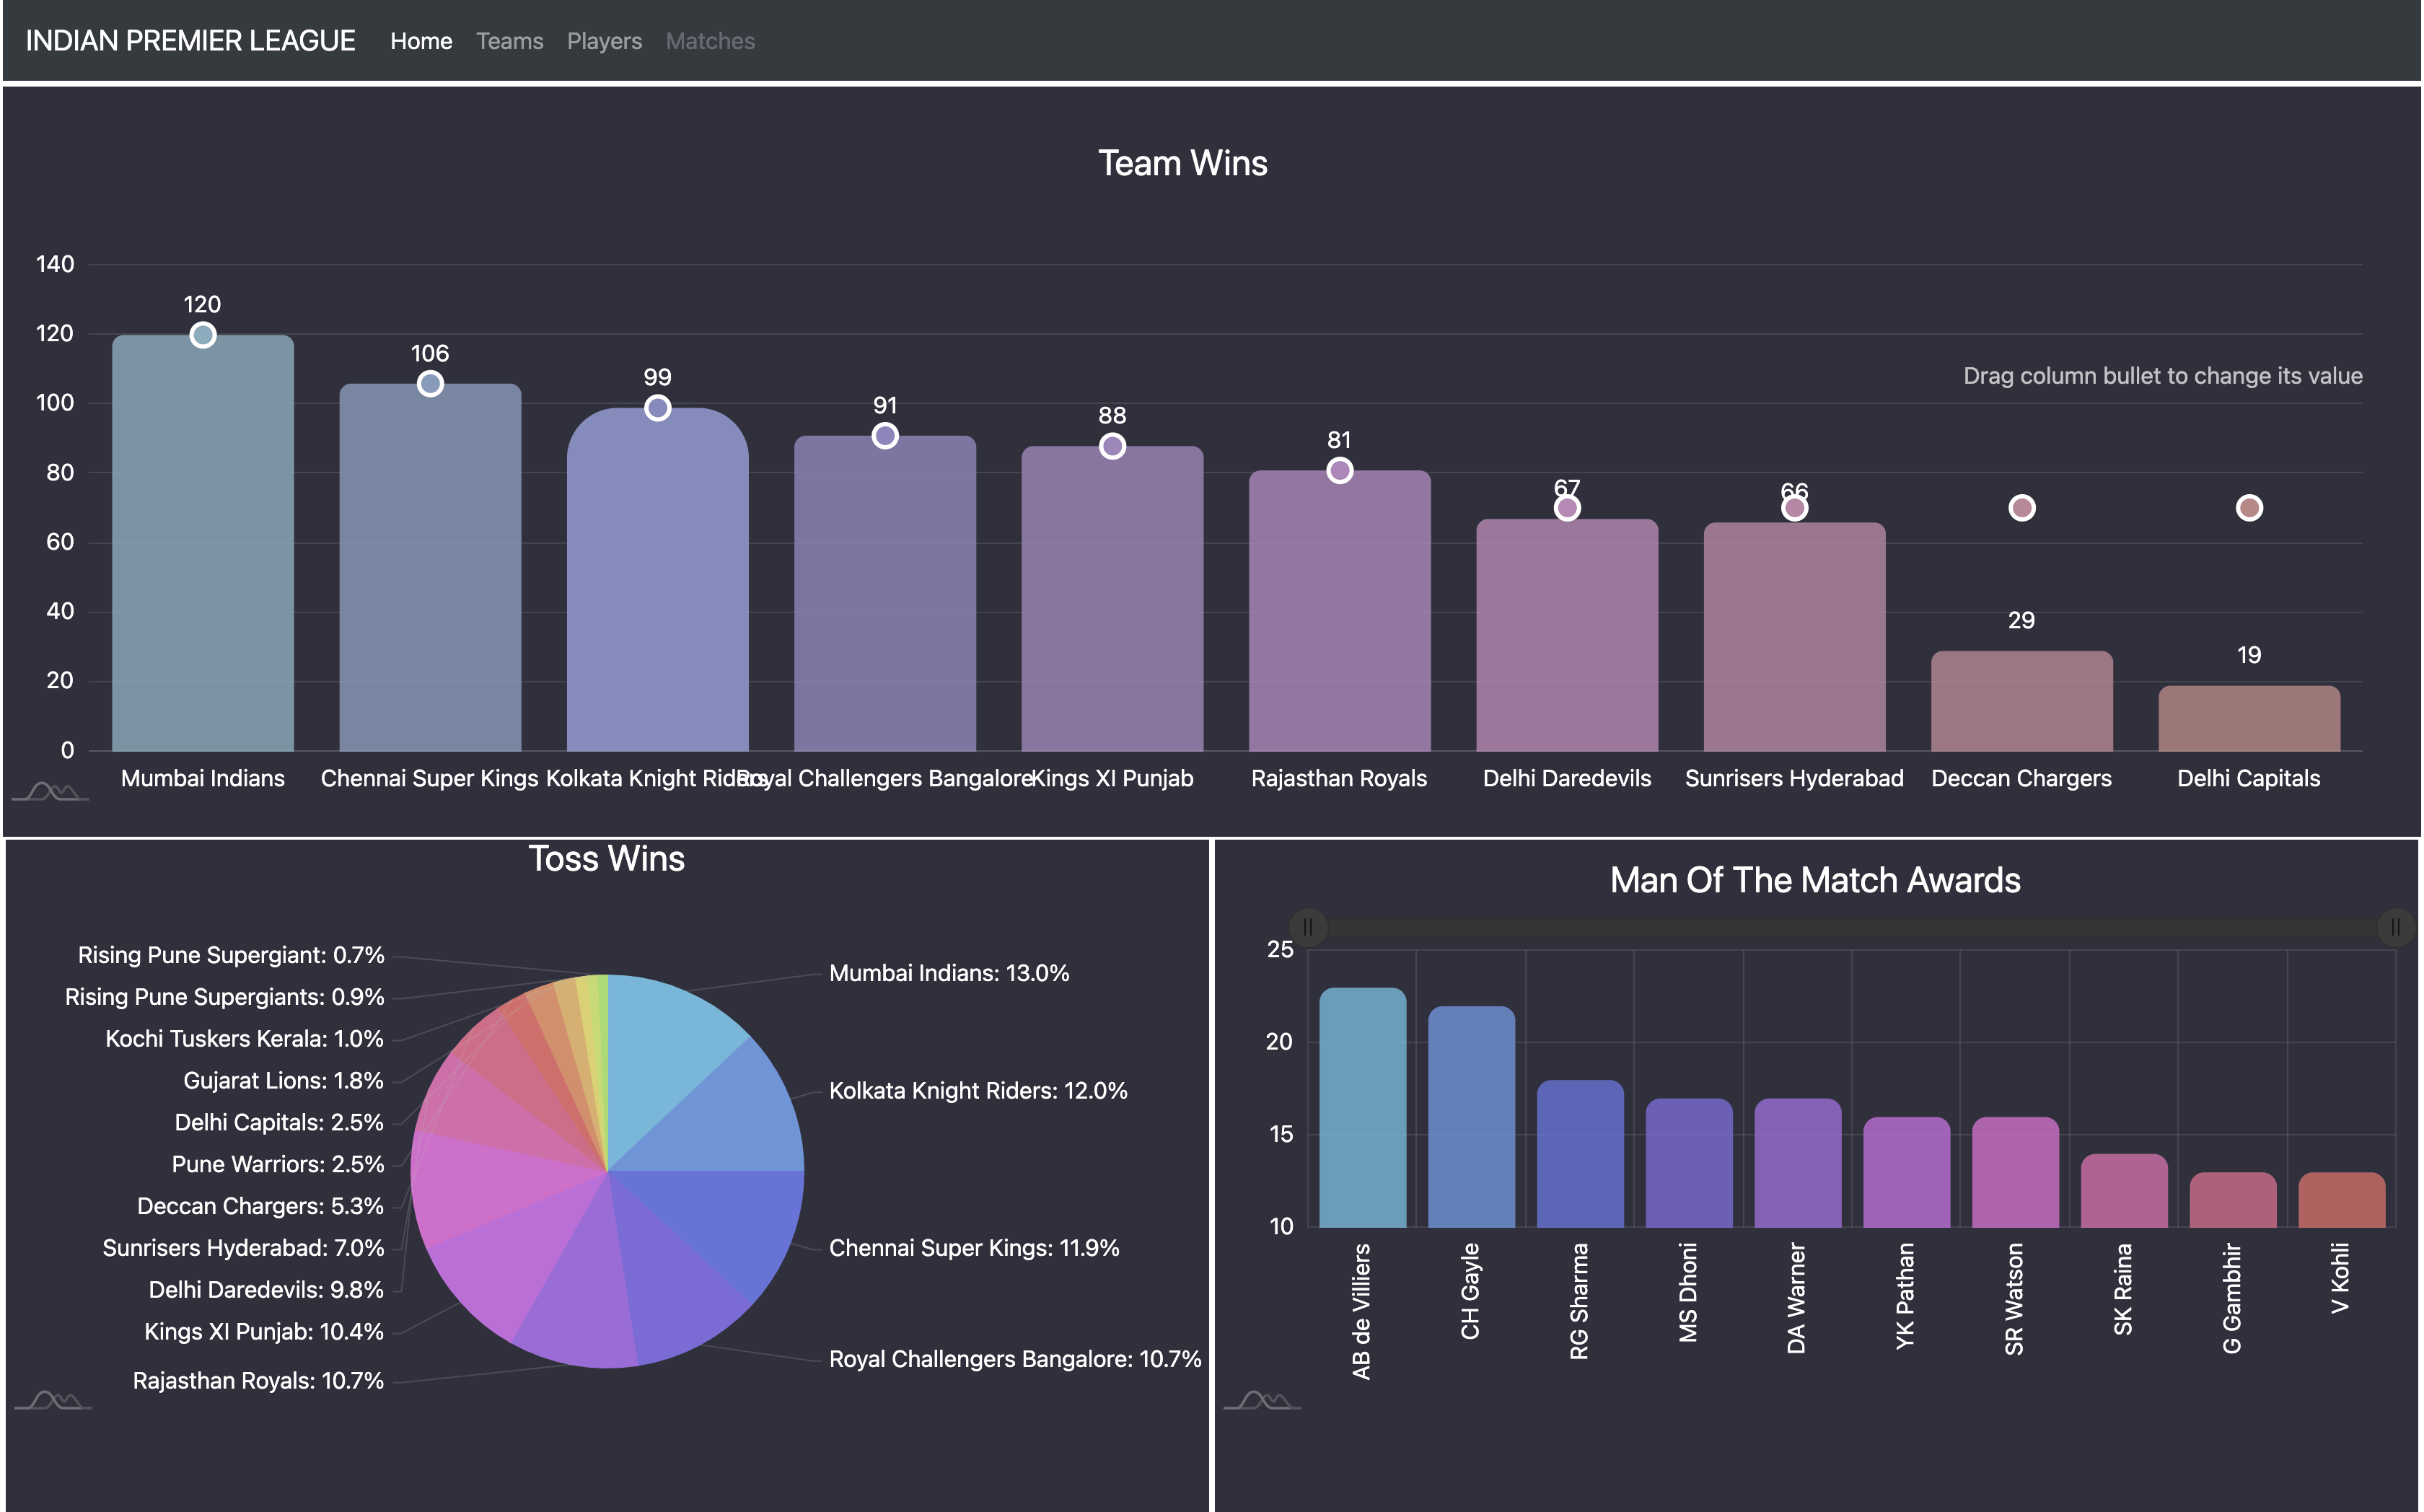 INDIAN PREMIER LEAGUE Home Teams Players Matches
Team Wins
140
120
100
80
60
40
20
0
120
106
99
91
88
81
67
66
29
19
Drag column bullet to change its value
Mumbai Indians Chennai Super Kings Kolkata Knight Riders Royal Challengers Bangalore Kings XI Punjab Rajasthan Royals Delhi Daredevils Sunrisers Hyderabad Deccan Chargers Delhi Capitals
Toss Wins
Rising Pune Supergiant: 0.7%
Rising Pune Supergiants: 0.9%
Kochi Tuskers Kerala: 1.0%
Gujarat Lions: 1.8%
Delhi Capitals: 2.5%
Pune Warriors: 2.5%
Deccan Chargers: 5.3%
Sunrisers Hyderabad: 7.0%
Delhi Daredevils: 9.8%
Kings XI Punjab: 10.4%
Rajasthan Royals: 10.7%
Mumbai Indians: 13.0%
Kolkata Knight Riders: 12.0%
Chennai Super Kings: 11.9%
Royal Challengers Bangalore: 10.7%
Man Of The Match Awards
25
20
15
10
AB de Villiers
CH Gayle
RG Sharma
MS Dhoni
DA Warner
YK Pathan
SR Watson
SK Raina
G Gambhir
V Kohli